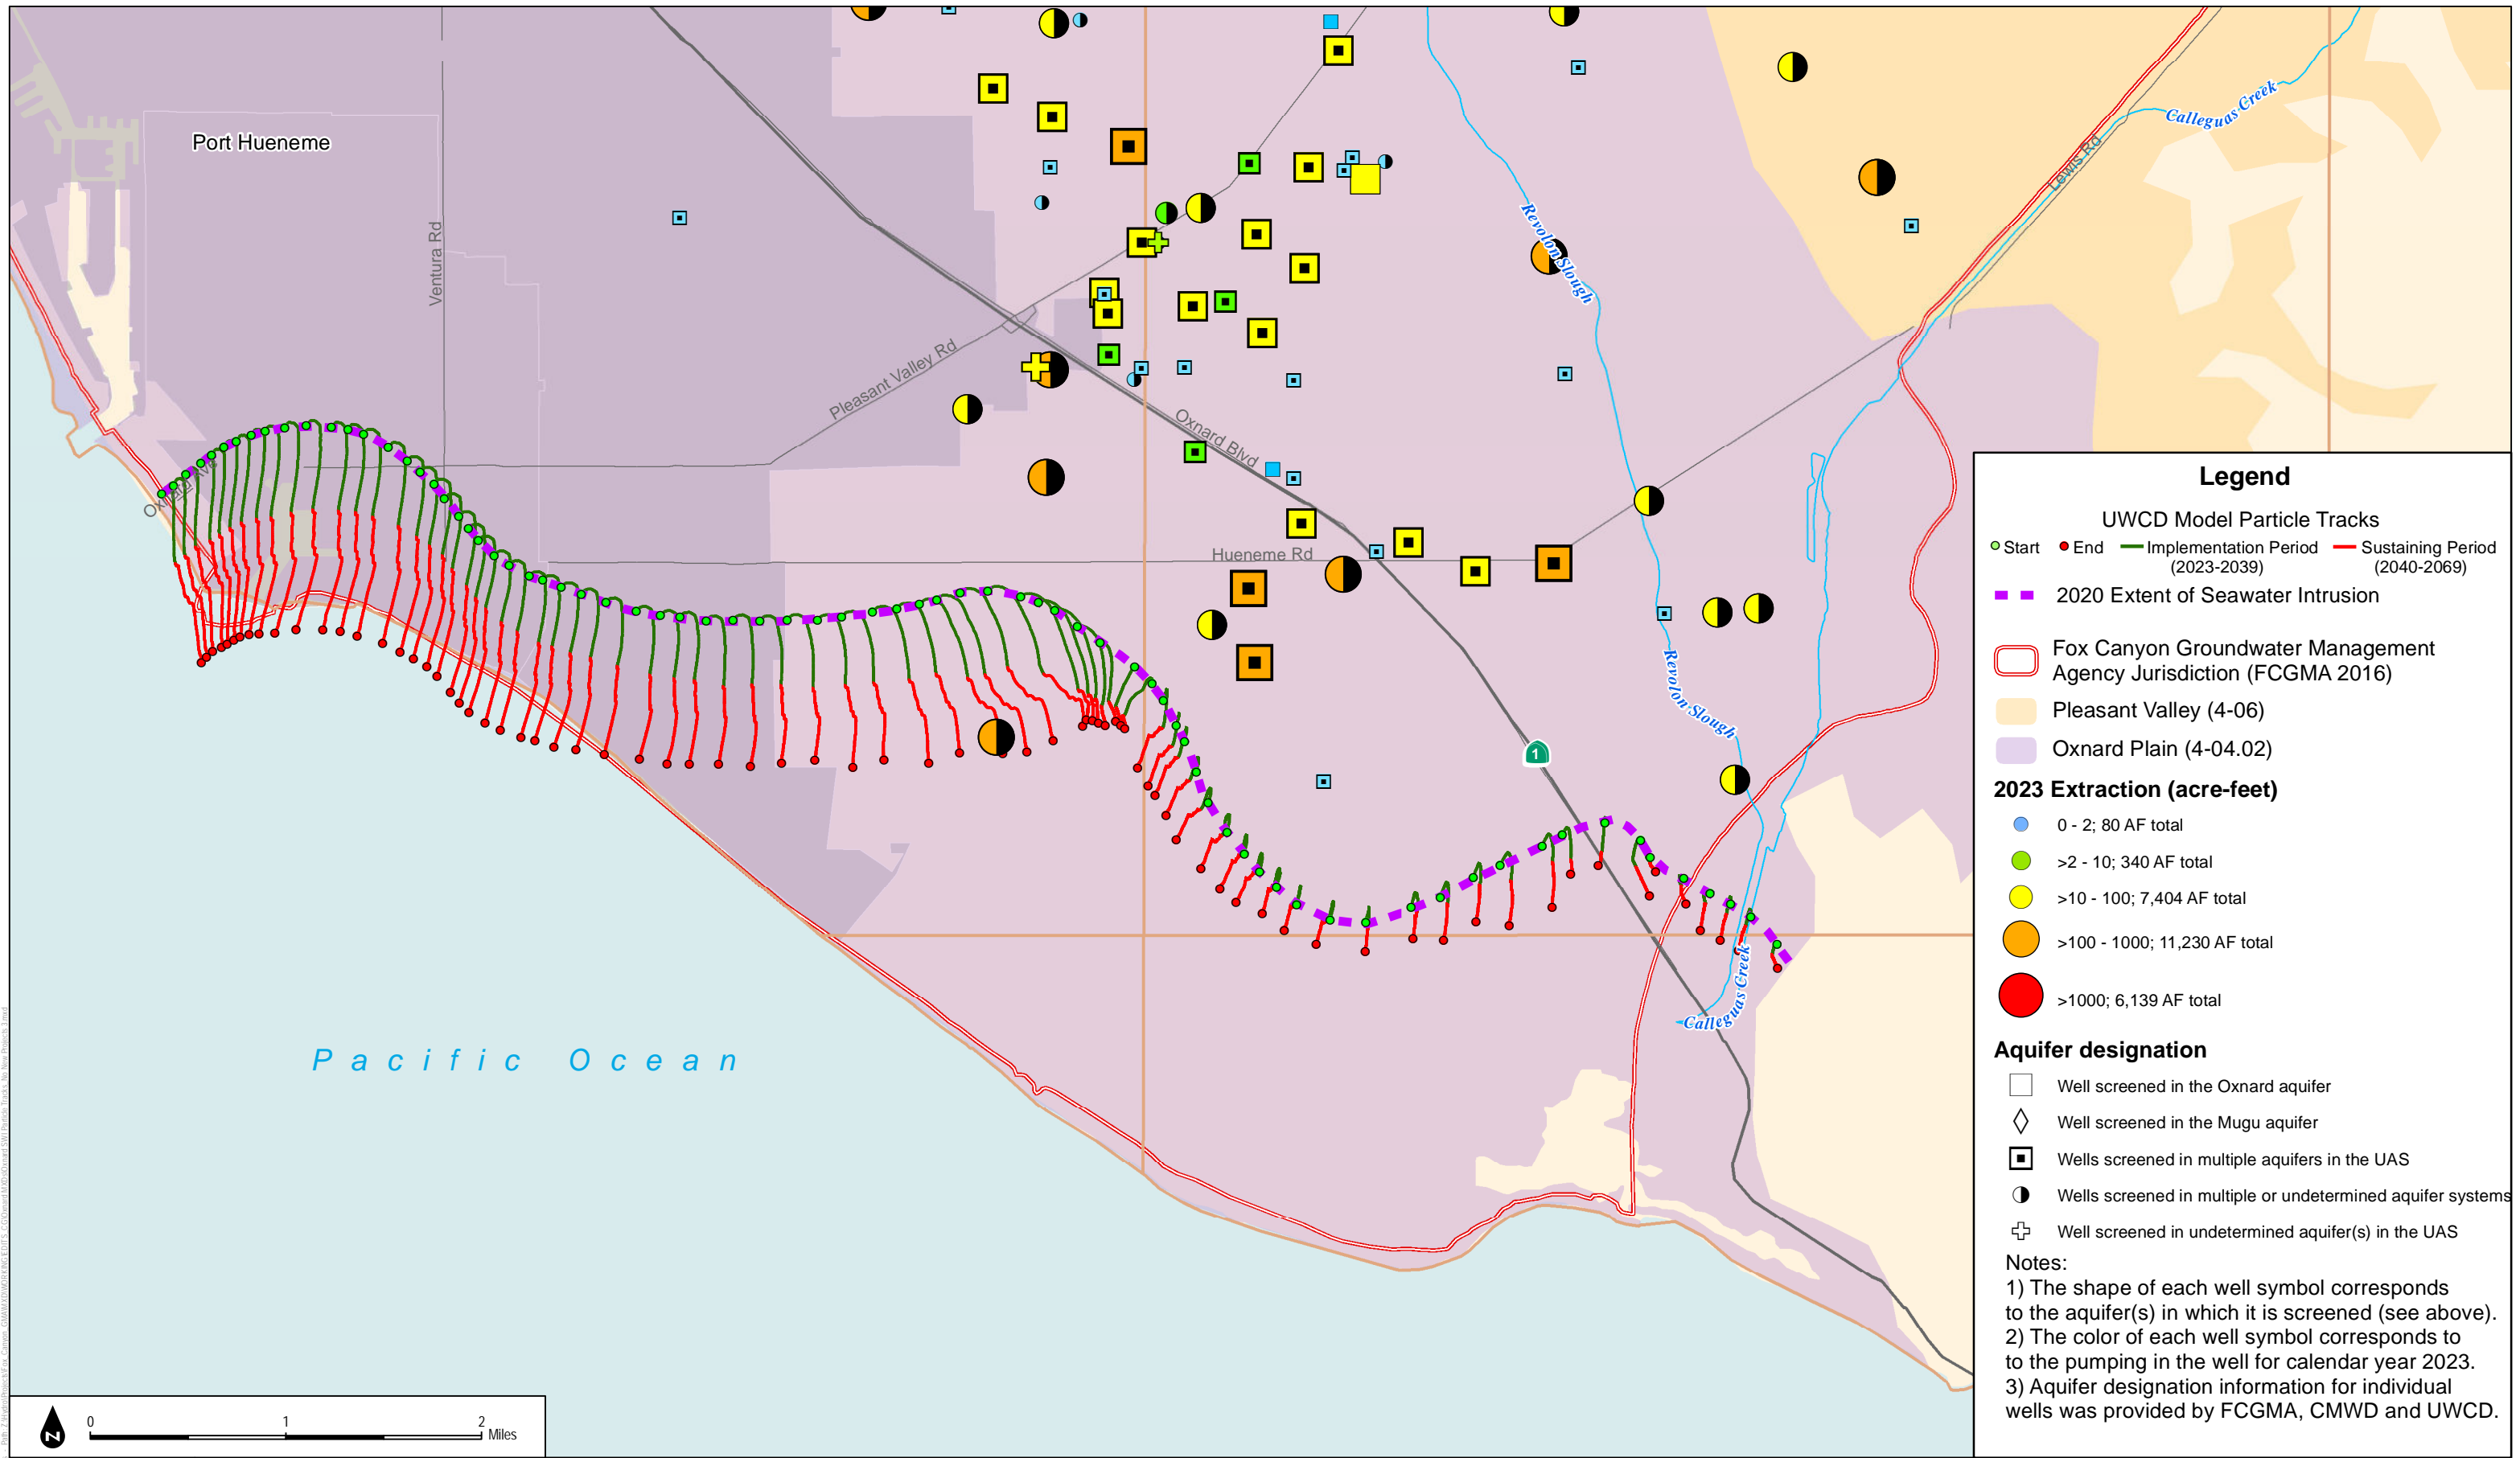 Port Hueneme
Ventura Rd
Oxnard Ave
Pleasant Valley Rd
Oxnard Blvd
Hueneme Rd
Revolon Slough
Revolon Slough
Calleguas Creek
Lewis Rd
1
Calleguas Creek
Pacific Ocean
N
0 1 2
Miles
Legend
UWCD Model Particle Tracks
Start End Implementation Period Sustaining Period
(2023-2039) (2040-2069)
2020 Extent of Seawater Intrusion
Fox Canyon Groundwater Management
Agency Jurisdiction (FCGMA 2016)
Pleasant Valley (4-06)
Oxnard Plain (4-04.02)
2023 Extraction (acre-feet)
0 - 2; 80 AF total
>2 - 10; 340 AF total
>10 - 100; 7,404 AF total
>100 - 1000; 11,230 AF total
>1000; 6,139 AF total
Aquifer designation
Well screened in the Oxnard aquifer
Well screened in the Mugu aquifer
Wells screened in multiple aquifers in the UAS
Wells screened in multiple or undetermined aquifer systems
Well screened in undetermined aquifer(s) in the UAS
Notes:
1) The shape of each well symbol corresponds
to the aquifer(s) in which it is screened (see above).
2) The color of each well symbol corresponds to
to the pumping in the well for calendar year 2023.
3) Aquifer designation information for individual
wells was provided by FCGMA, CMWD and UWCD.